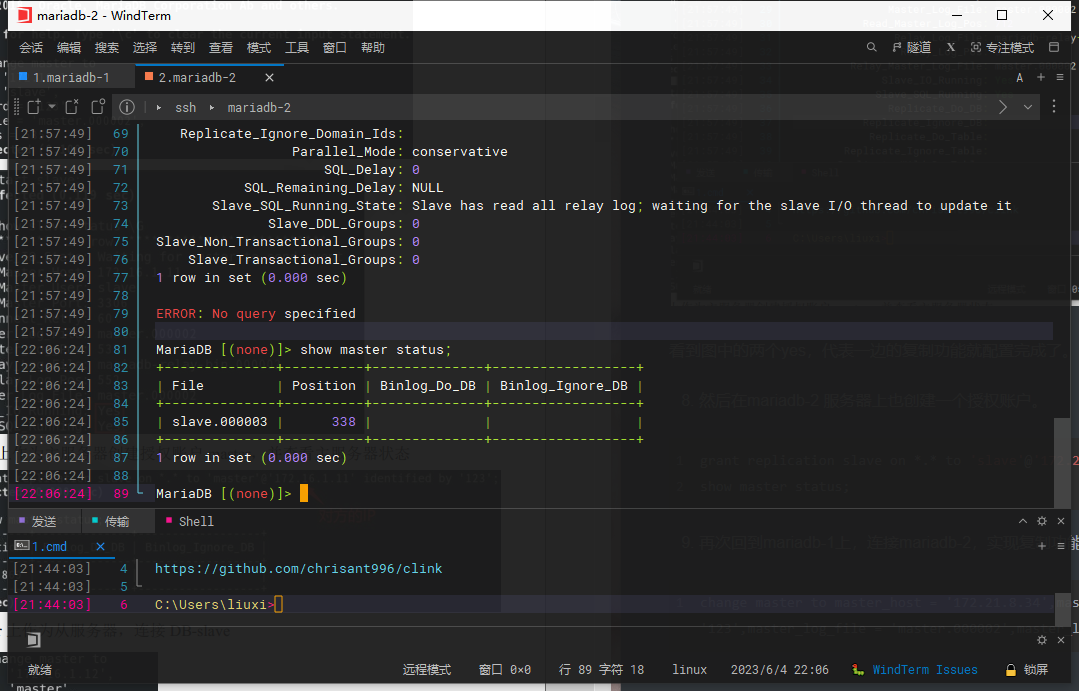 mariadb-2 - WindTerm
会话 编辑 搜索 选择 转到 查看 模式 工具 窗口 帮助 隧道 X 专注模式
1.mariadb-1 2.mariadb-2 A
ssh mariadb-2
[21:57:49] 69 Replicate_Ignore_Domain_Ids:
[21:57:49] 70 Parallel_Mode: conservative
[21:57:49] 71 SQL_Delay: 0
[21:57:49] 72 SQL_Remaining_Delay: NULL
[21:57:49] 73 Slave_SQL_Running_State: Slave has read all relay log; waiting for the slave I/O thread to update it
[21:57:49] 74 Slave_DDL_Groups: 0
[21:57:49] 75 Slave_Non_Transactional_Groups: 0
[21:57:49] 76 Slave_Transactional_Groups: 0
[21:57:49] 77 1 row in set (0.000 sec)
[21:57:49] 78
[21:57:49] 79 ERROR: No query specified
[21:57:49] 80
[22:06:24] 81 MariaDB [(none)]> show master status;
[22:06:24] 82 +--------------+----------+--------------+------------------+
[22:06:24] 83 | File | Position | Binlog_Do_DB | Binlog_Ignore_DB |
[22:06:24] 84 +--------------+----------+--------------+------------------+
[22:06:24] 85 | slave.000003 | 338 | | |
[22:06:24] 86 +--------------+----------+--------------+------------------+
[22:06:24] 87 1 row in set (0.000 sec)
[22:06:24] 88
[22:06:24] 89 MariaDB [(none)]>
发送 传输 Shell
1.cmd
[21:44:03] 4 https://github.com/chrisant996/clink
[21:44:03] 5
[21:44:03] 6 C:\Users\liuxi>
就绪 远程模式 窗口 0×0 行 89 字符 18 linux 2023/6/4 22:06 WindTerm Issues 锁屏